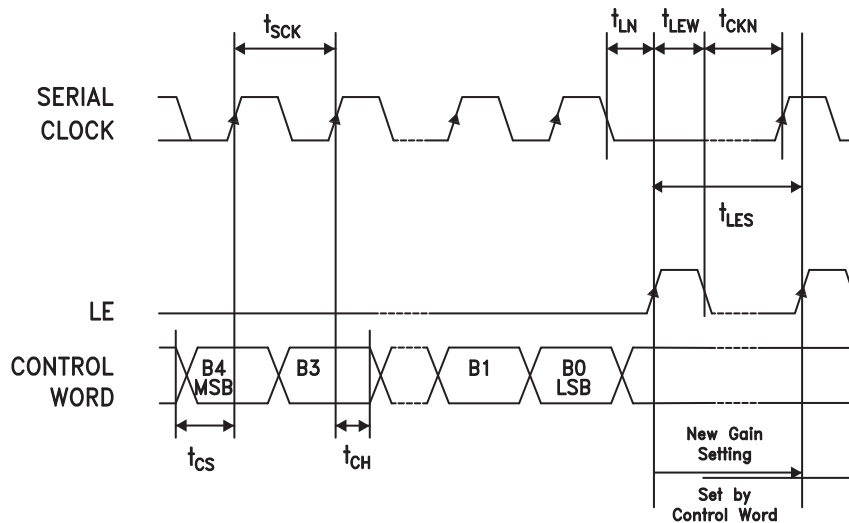 tSCK
tLN
tLEW
tCKN
SERIAL
CLOCK
tLES
LE
CONTROL
WORD
B4
MSB
B3
B1
B0
LSB
tCS
tCH
New Gain
Setting
Set by
Control Word